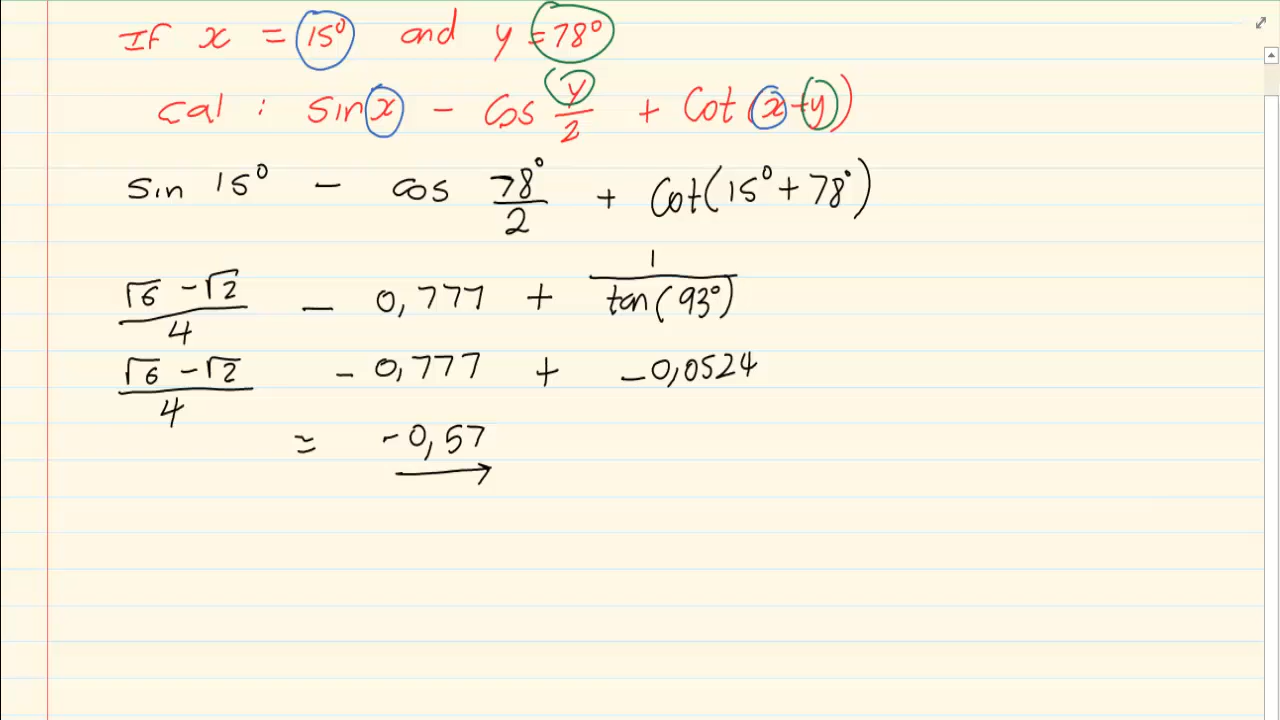 If x = 15° and y = 78°
Cal : sin x - Cos y/2 + Cot(x+y)
sin 15° - cos 78°/2 + Cot(15° + 78°)
√6 - √2/4 - 0,777 + 1/tan(93°)
√6 - √2/4 - 0,777 + -0,0524
≈ -0,57